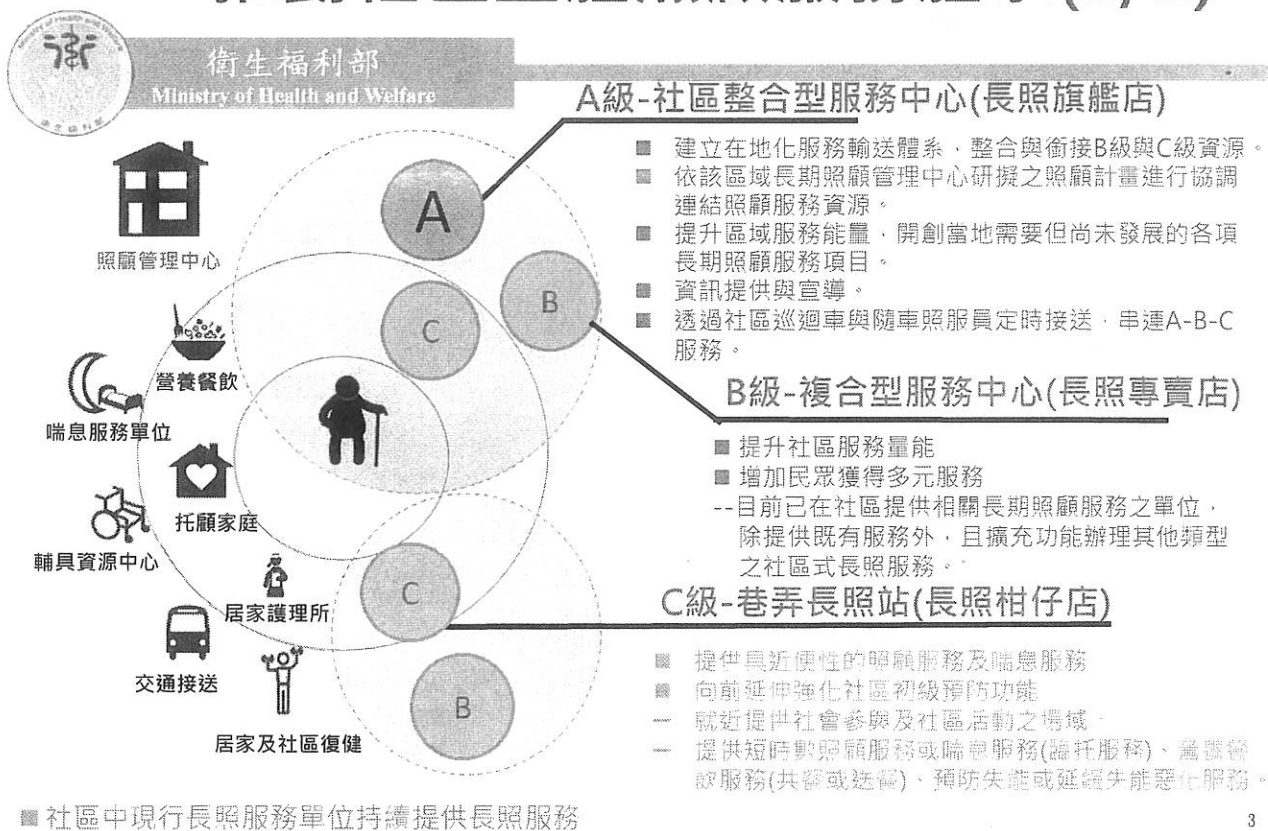 衛生福利部
Ministry of Health and Welfare
A級-社區整合型服務中心(長照旗艦店)
■ 建立在地化服務輸送體系，整合與銜接B級與C級資源。
■ 依該區域長期照顧管理中心研擬之照顧計畫進行協調
連結照顧服務資源。
■ 提升區域服務能量，開創當地需要但尚未發展的各項
長期照顧服務項目。
■ 資訊提供與宣導。
■ 透過社區巡迴車與隨車照服員定時接送，串連A-B-C
服務。
A
B
C
照顧管理中心
營養餐飲
喘息服務單位
托顧家庭
輔具資源中心
居家護理所
交通接送
居家及社區復健
C
B
B級-複合型服務中心(長照專賣店)
■ 提升社區服務量能
■ 增加民眾獲得多元服務
--目前已在社區提供相關長期照顧服務之單位，
除提供既有服務外，且擴充功能辦理其他類型
之社區式長照服務。
C級-巷弄長照站(長照柑仔店)
■ 提供具近便性的照顧服務及喘息服務
■ 向前延伸強化社區初級預防功能
— 就近提供社會參與及社區活動之場域
— 提供短時數照顧服務或喘息服務(臨托服務)、營養餐
飲服務(共餐或送餐)、預防失能或延緩失能惡化服務。
■社區中現行長照服務單位持續提供長照服務
3